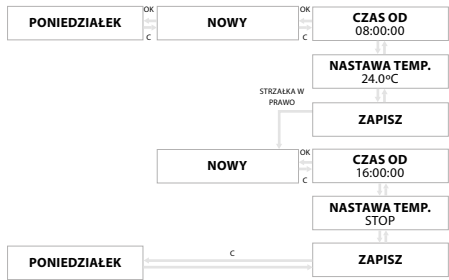 OK
OK
PONIEDZIAŁEK
NOWY
CZAS OD
08:00:00
C
C
NASTAWA TEMP.
24.0ºC
STRZAŁKA W
PRAWO
ZAPISZ
OK
NOWY
CZAS OD
16:00:00
C
NASTAWA TEMP.
STOP
C
PONIEDZIAŁEK
ZAPISZ